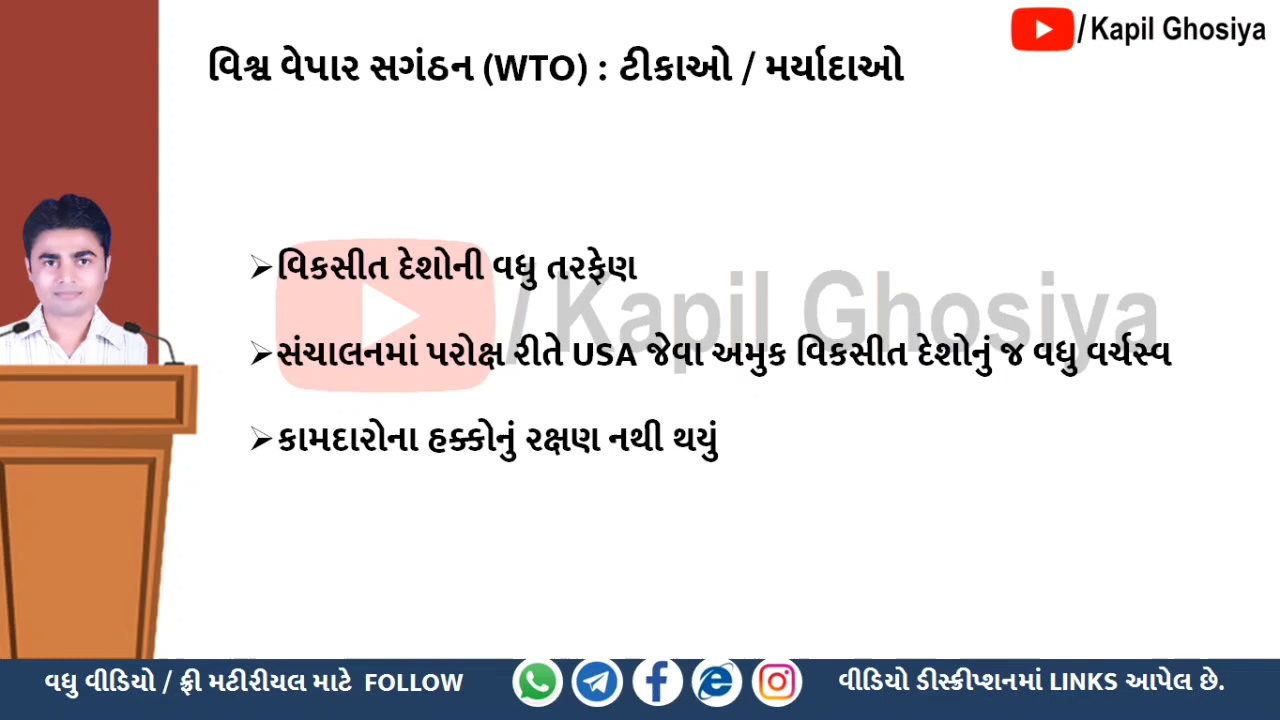 /Kapil Ghosiya
વિશ્વ વેપાર સગંઠન (WTO) : ટીકાઓ / મર્યાદાઓ
/Kapil Ghosiya
➢વિકસીત દેશોની વધુ તરફેણ
➢સંચાલનમાં પરોક્ષ રીતે USA જેવા અમુક વિકસીત દેશોનું જ વધુ વર્ચસ્વ
➢કામદારોના હક્કોનું રક્ષણ નથી થયું
વધુ વીડિયો / ફ્રી મટીરીયલ માટે FOLLOW
વીડિયો ડીસ્ક્રીપ્શનમાં LINKS આપેલ છે.